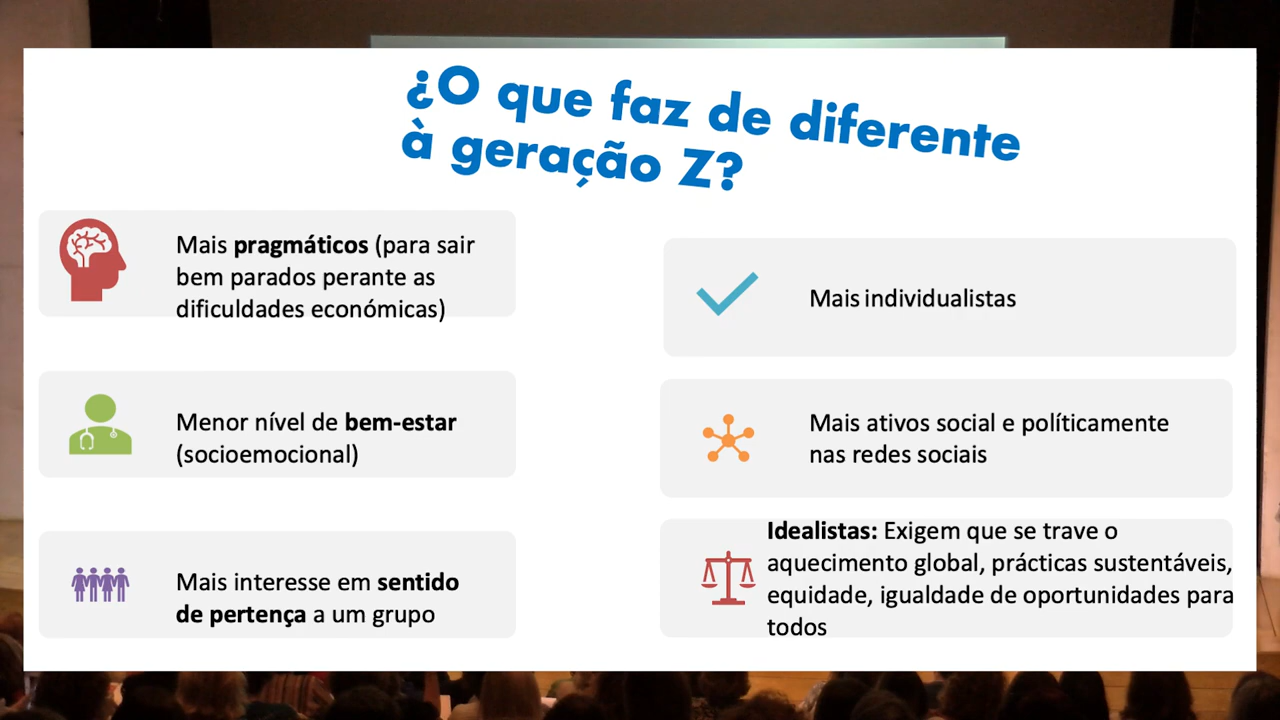 ¿O que faz de diferente
à geração Z?
Mais pragmáticos (para sair
bem parados perante as
dificuldades económicas)
Menor nível de bem-estar
(socioemocional)
Mais interesse em sentido
de pertença a um grupo
Mais individualistas
Mais ativos social e políticamente
nas redes sociais
Idealistas: Exigem que se trave o
aquecimento global, prácticas sustentáveis,
equidade, igualdade de oportunidades para
todos